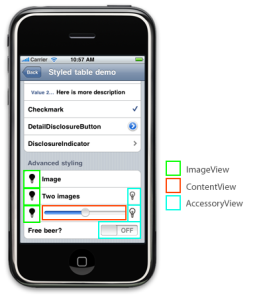 Carrier 10:57 AM
Back Styled table demo
Value 2... Here is more description
Checkmark
DetailDisclosureButton
DisclosureIndicator
Advanced styling
Image
Two images
Free beer? OFF
ImageView
ContentView
AccessoryView